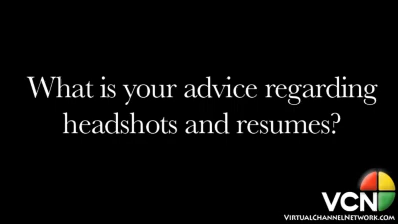 What is your advice regarding
headshots and resumes?
VCN
VIRTUALCHANNELNETWORK.COM